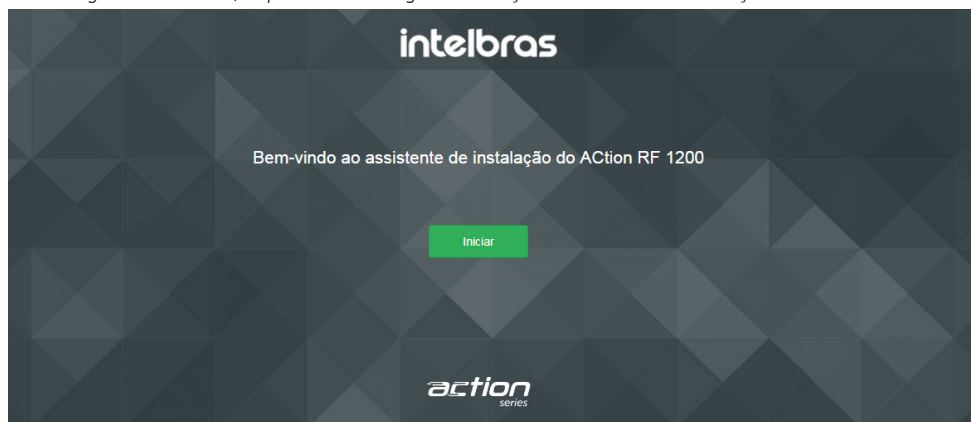 intelbras
Bem-vindo ao assistente de instalação do ACtion RF 1200
Iniciar
action
series